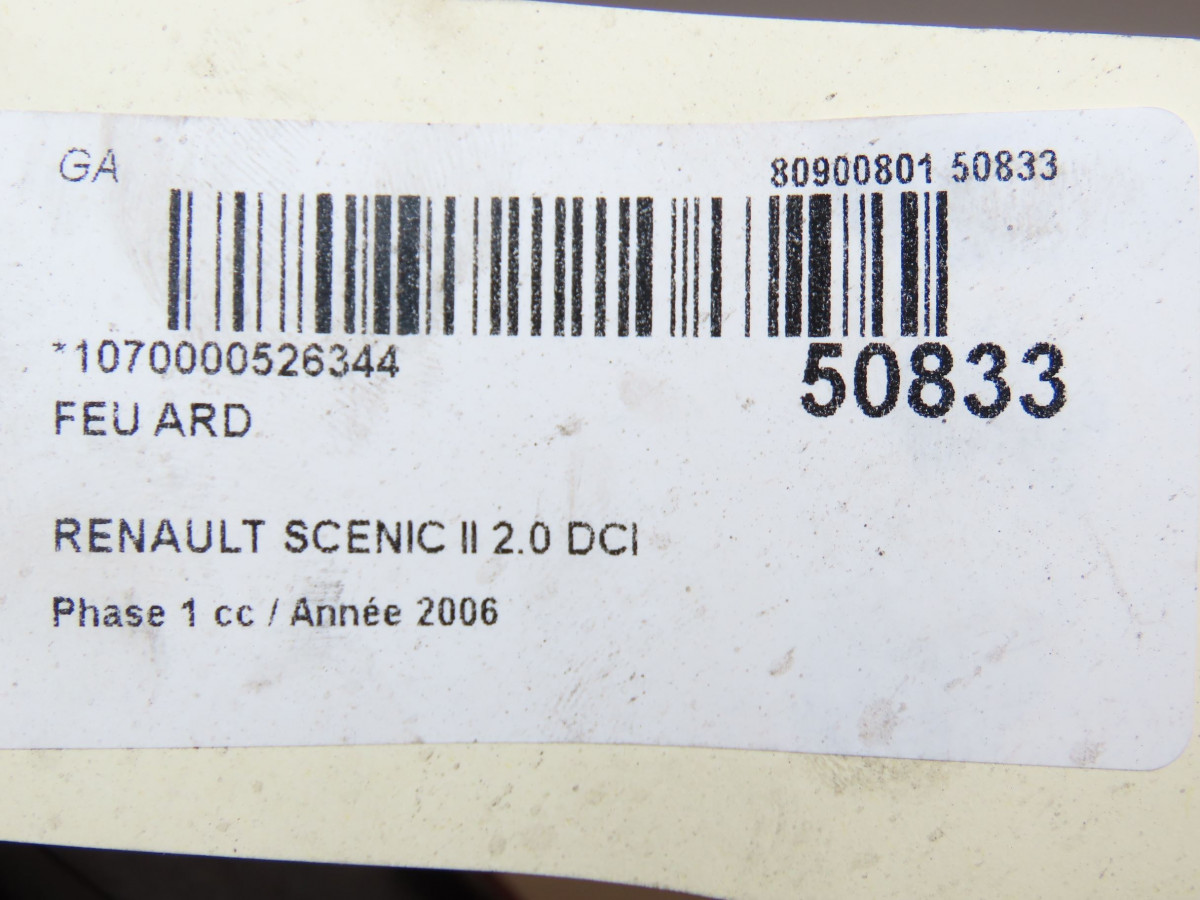 GA
80900801 50833
*1070000526344
50833
FEU ARD
RENAULT SCENIC II 2.0 DCI
Phase 1 cc / Année 2006